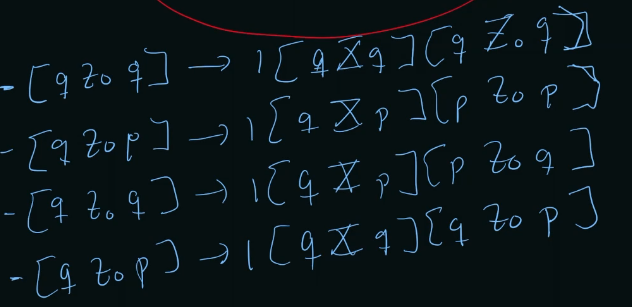 - [q z₀ q] → 1 [q X q] [q Z₀ q]
- [q z₀ p] → 1 [q X p] [p z₀ p]
- [q z₀ q] → 1 [q X p] [p z₀ q]
- [q z₀ p] → 1 [q X q] [q z₀ p]